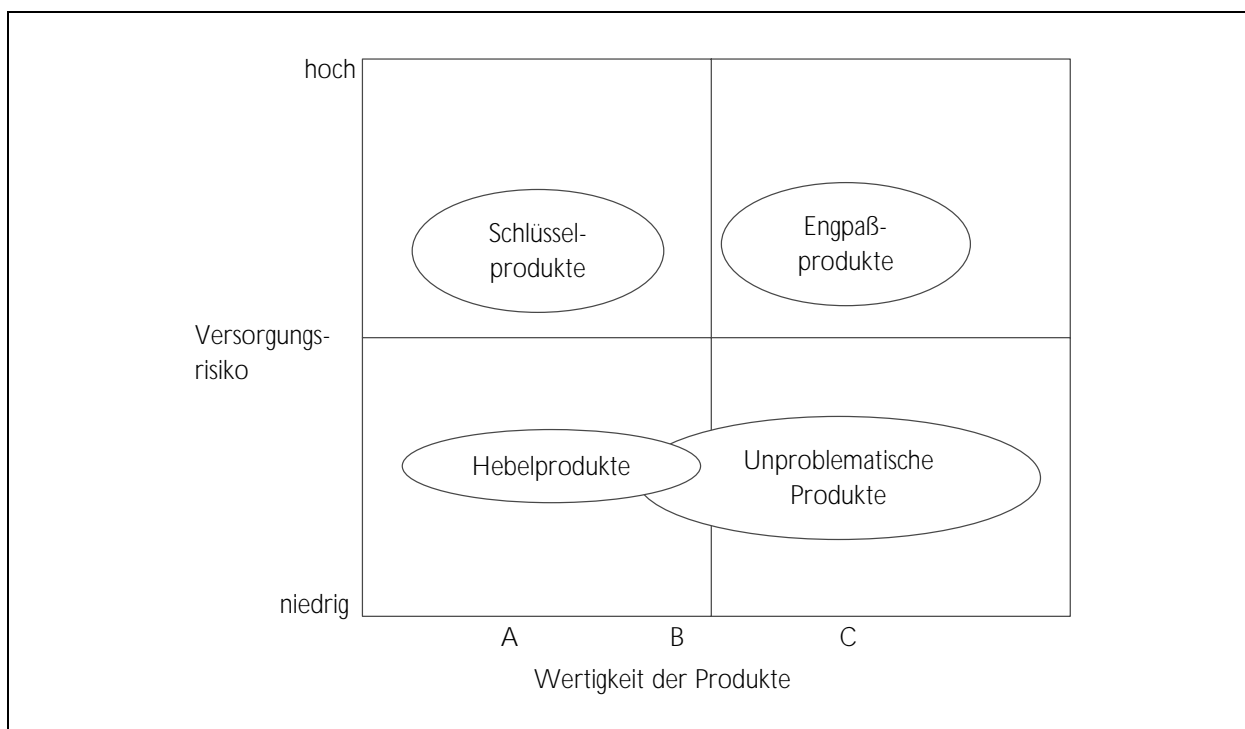 hoch
Schlüssel-
produkte
Engpaß-
produkte
Versorgungs-
risiko
Hebelprodukte
Unproblematische
Produkte
niedrig
A B C
Wertigkeit der Produkte